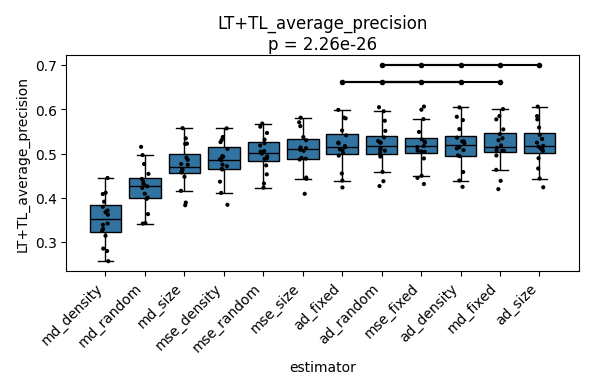 LT+TL_average_precision
p = 2.26e-26
LT+TL_average_precision
0.7
0.6
0.5
0.4
0.3
md_density
md_random
md_size
mse_density
mse_random
mse_size
ad_fixed
ad_random
mse_fixed
ad_density
md_fixed
ad_size
estimator